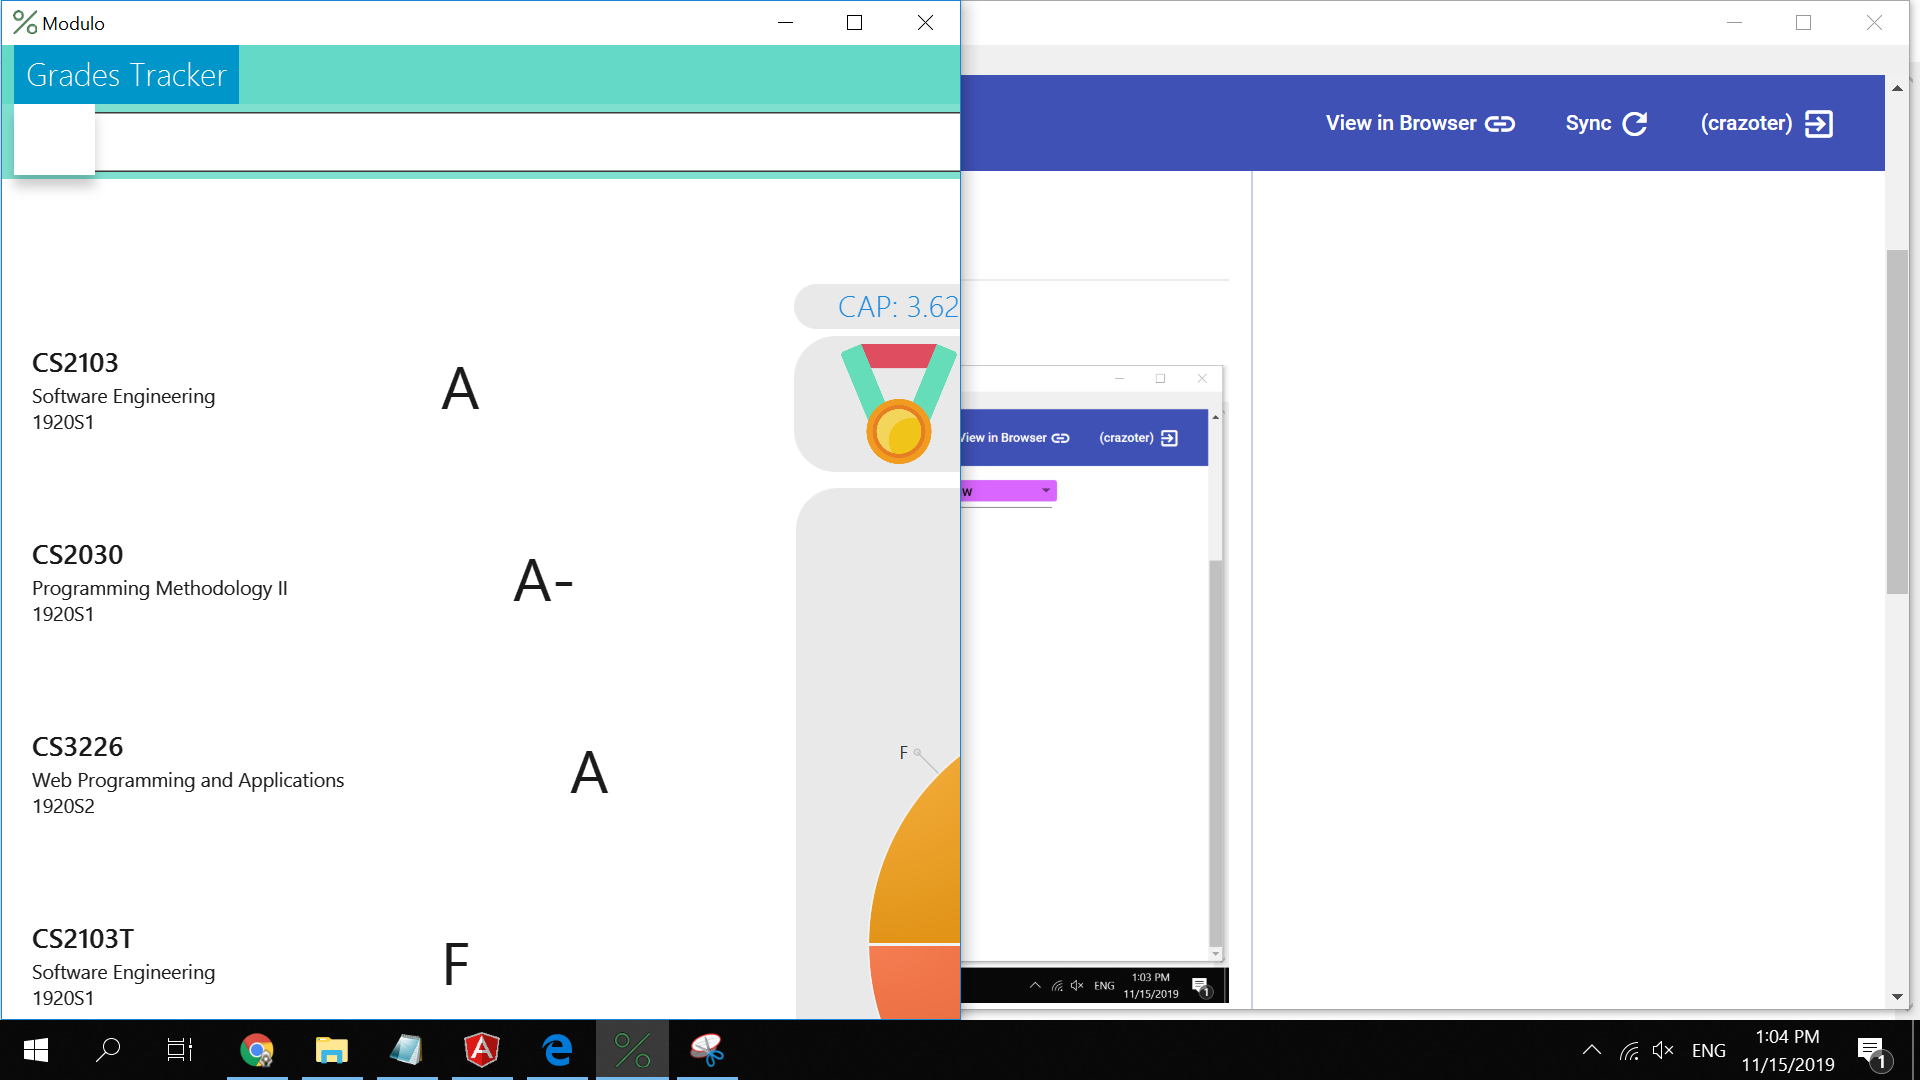 Modulo
Grades Tracker
CAP: 3.62
CS2103
Software Engineering
1920S1
A
CS2030
Programming Methodology II
1920S1
A-
CS3226
Web Programming and Applications
1920S2
A
CS2103T
Software Engineering
1920S1
F
F
View in Browser
Sync
(crazoter)
View in Browser
(crazoter)
w
ENG
1:03 PM
11/15/2019
1
ENG
1:04 PM
11/15/2019
1